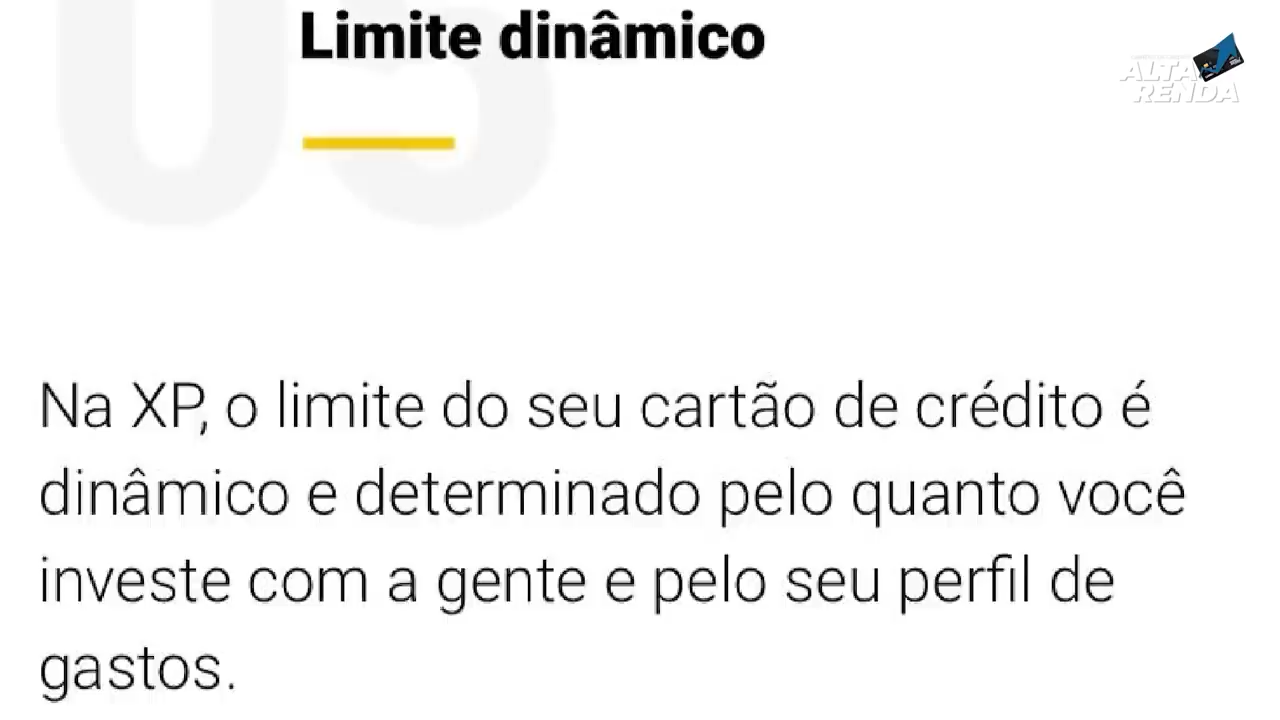 05
Limite dinâmico
ALTA
RENDA
Na XP, o limite do seu cartão de crédito é
dinâmico e determinado pelo quanto você
investe com a gente e pelo seu perfil de
gastos.